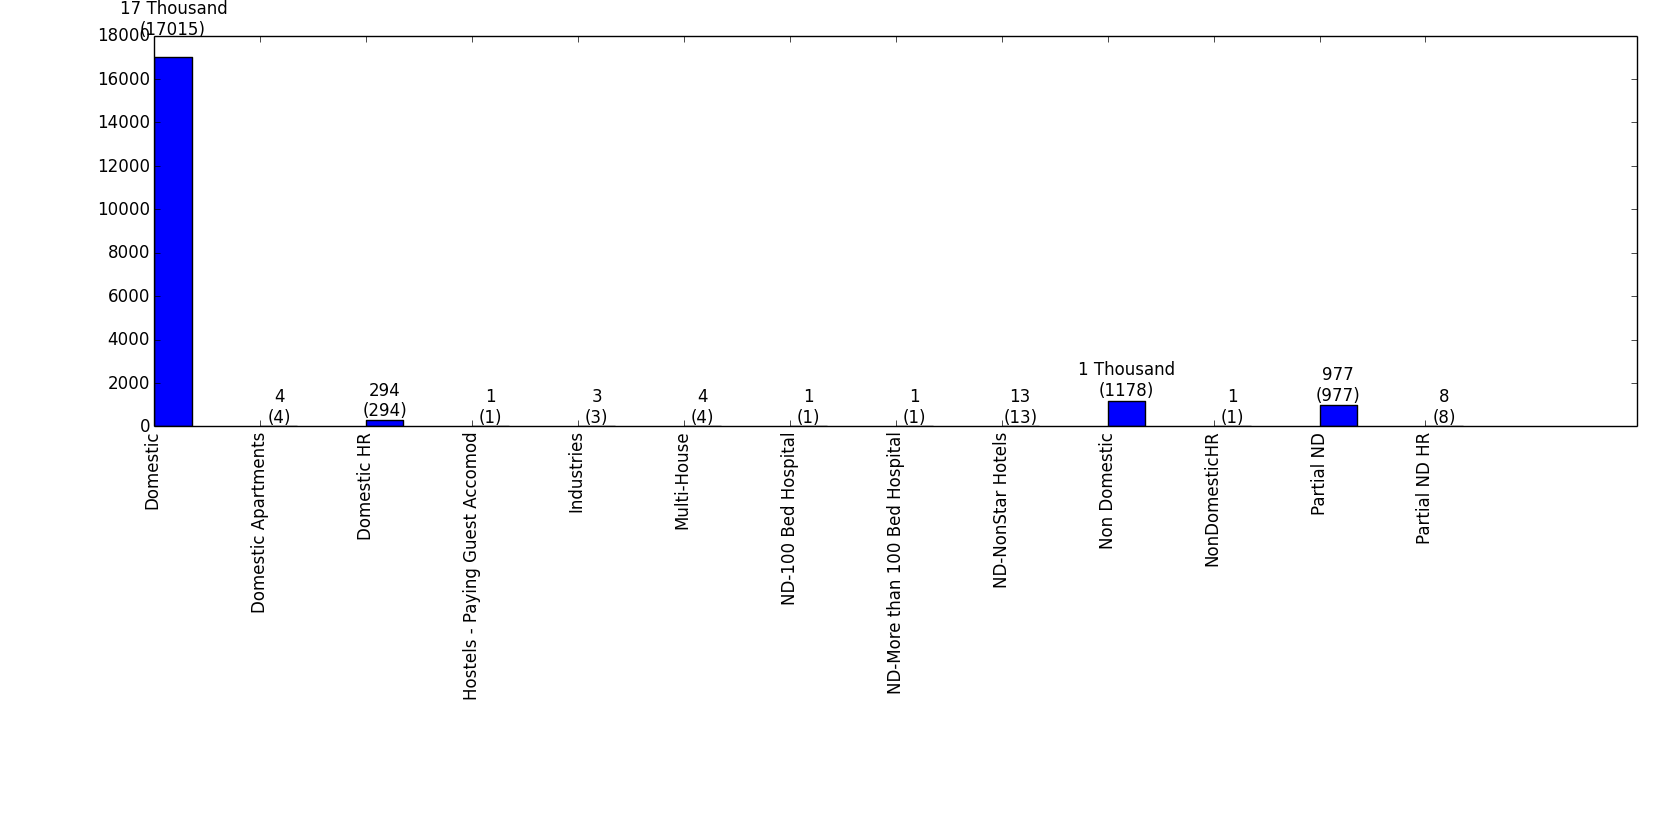 17 Thousand
(17015)
18000
16000
14000
12000
10000
8000
6000
4000
2000
0
4
(4)
294
(294)
1
(1)
3
(3)
4
(4)
1
(1)
1
(1)
13
(13)
1 Thousand
(1178)
1
(1)
977
(977)
8
(8)
Domestic
Domestic Apartments
Domestic HR
Hostels - Paying Guest Accomod
Industries
Multi-House
ND-100 Bed Hospital
ND-More than 100 Bed Hospital
ND-NonStar Hotels
Non Domestic
NonDomesticHR
Partial ND
Partial ND HR